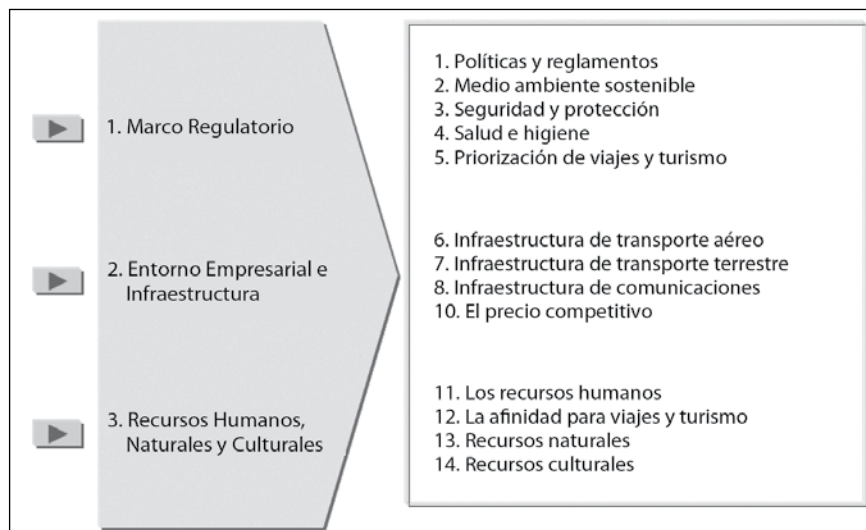 1. Marco Regulatorio
1. Políticas y reglamentos
2. Medio ambiente sostenible
3. Seguridad y protección
4. Salud e higiene
5. Priorización de viajes y turismo
2. Entorno Empresarial e
Infraestructura
6. Infraestructura de transporte aéreo
7. Infraestructura de transporte terrestre
8. Infraestructura de comunicaciones
10. El precio competitivo
3. Recursos Humanos,
Naturales y Culturales
11. Los recursos humanos
12. La afinidad para viajes y turismo
13. Recursos naturales
14. Recursos culturales